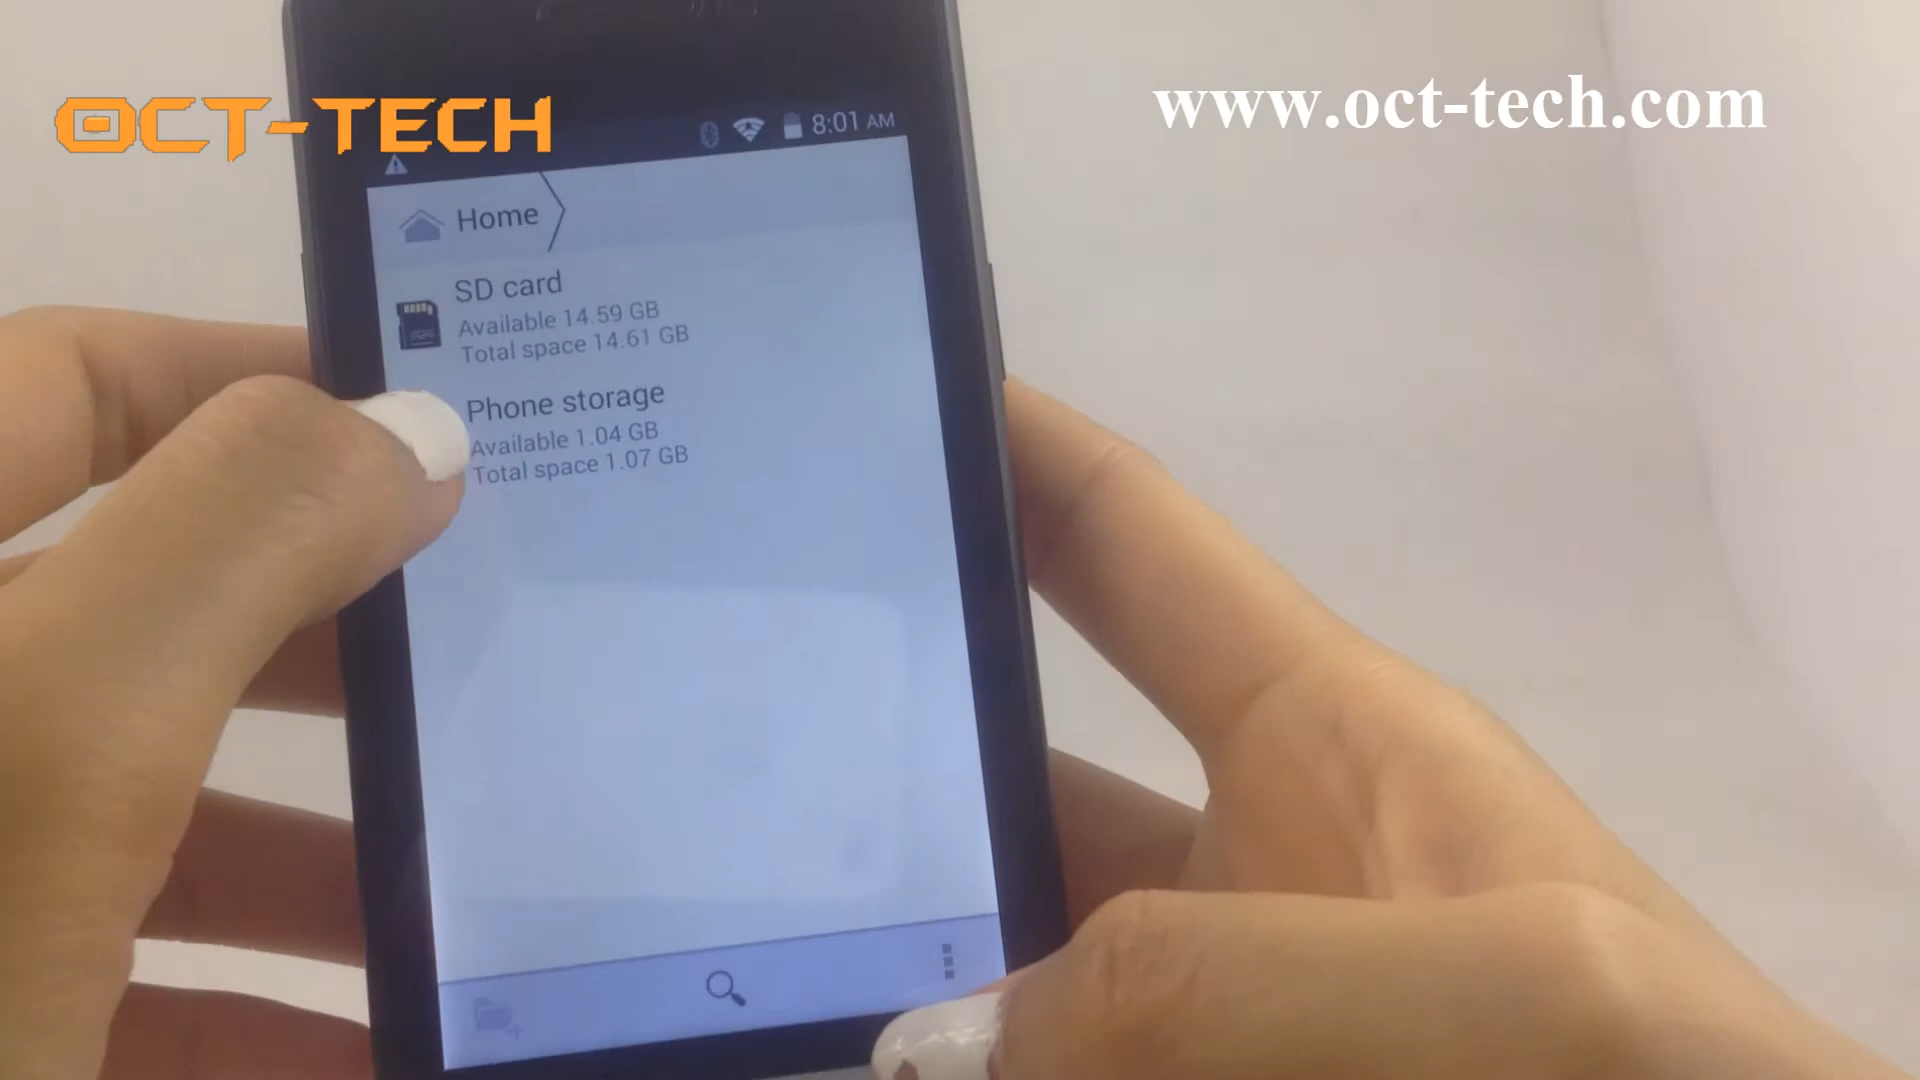 OCT-TECH
www.oct-tech.com
8:01 AM
Home
SD card
Available 14.59 GB
Total space 14.61 GB
Phone storage
Available 1.04 GB
Total space 1.07 GB